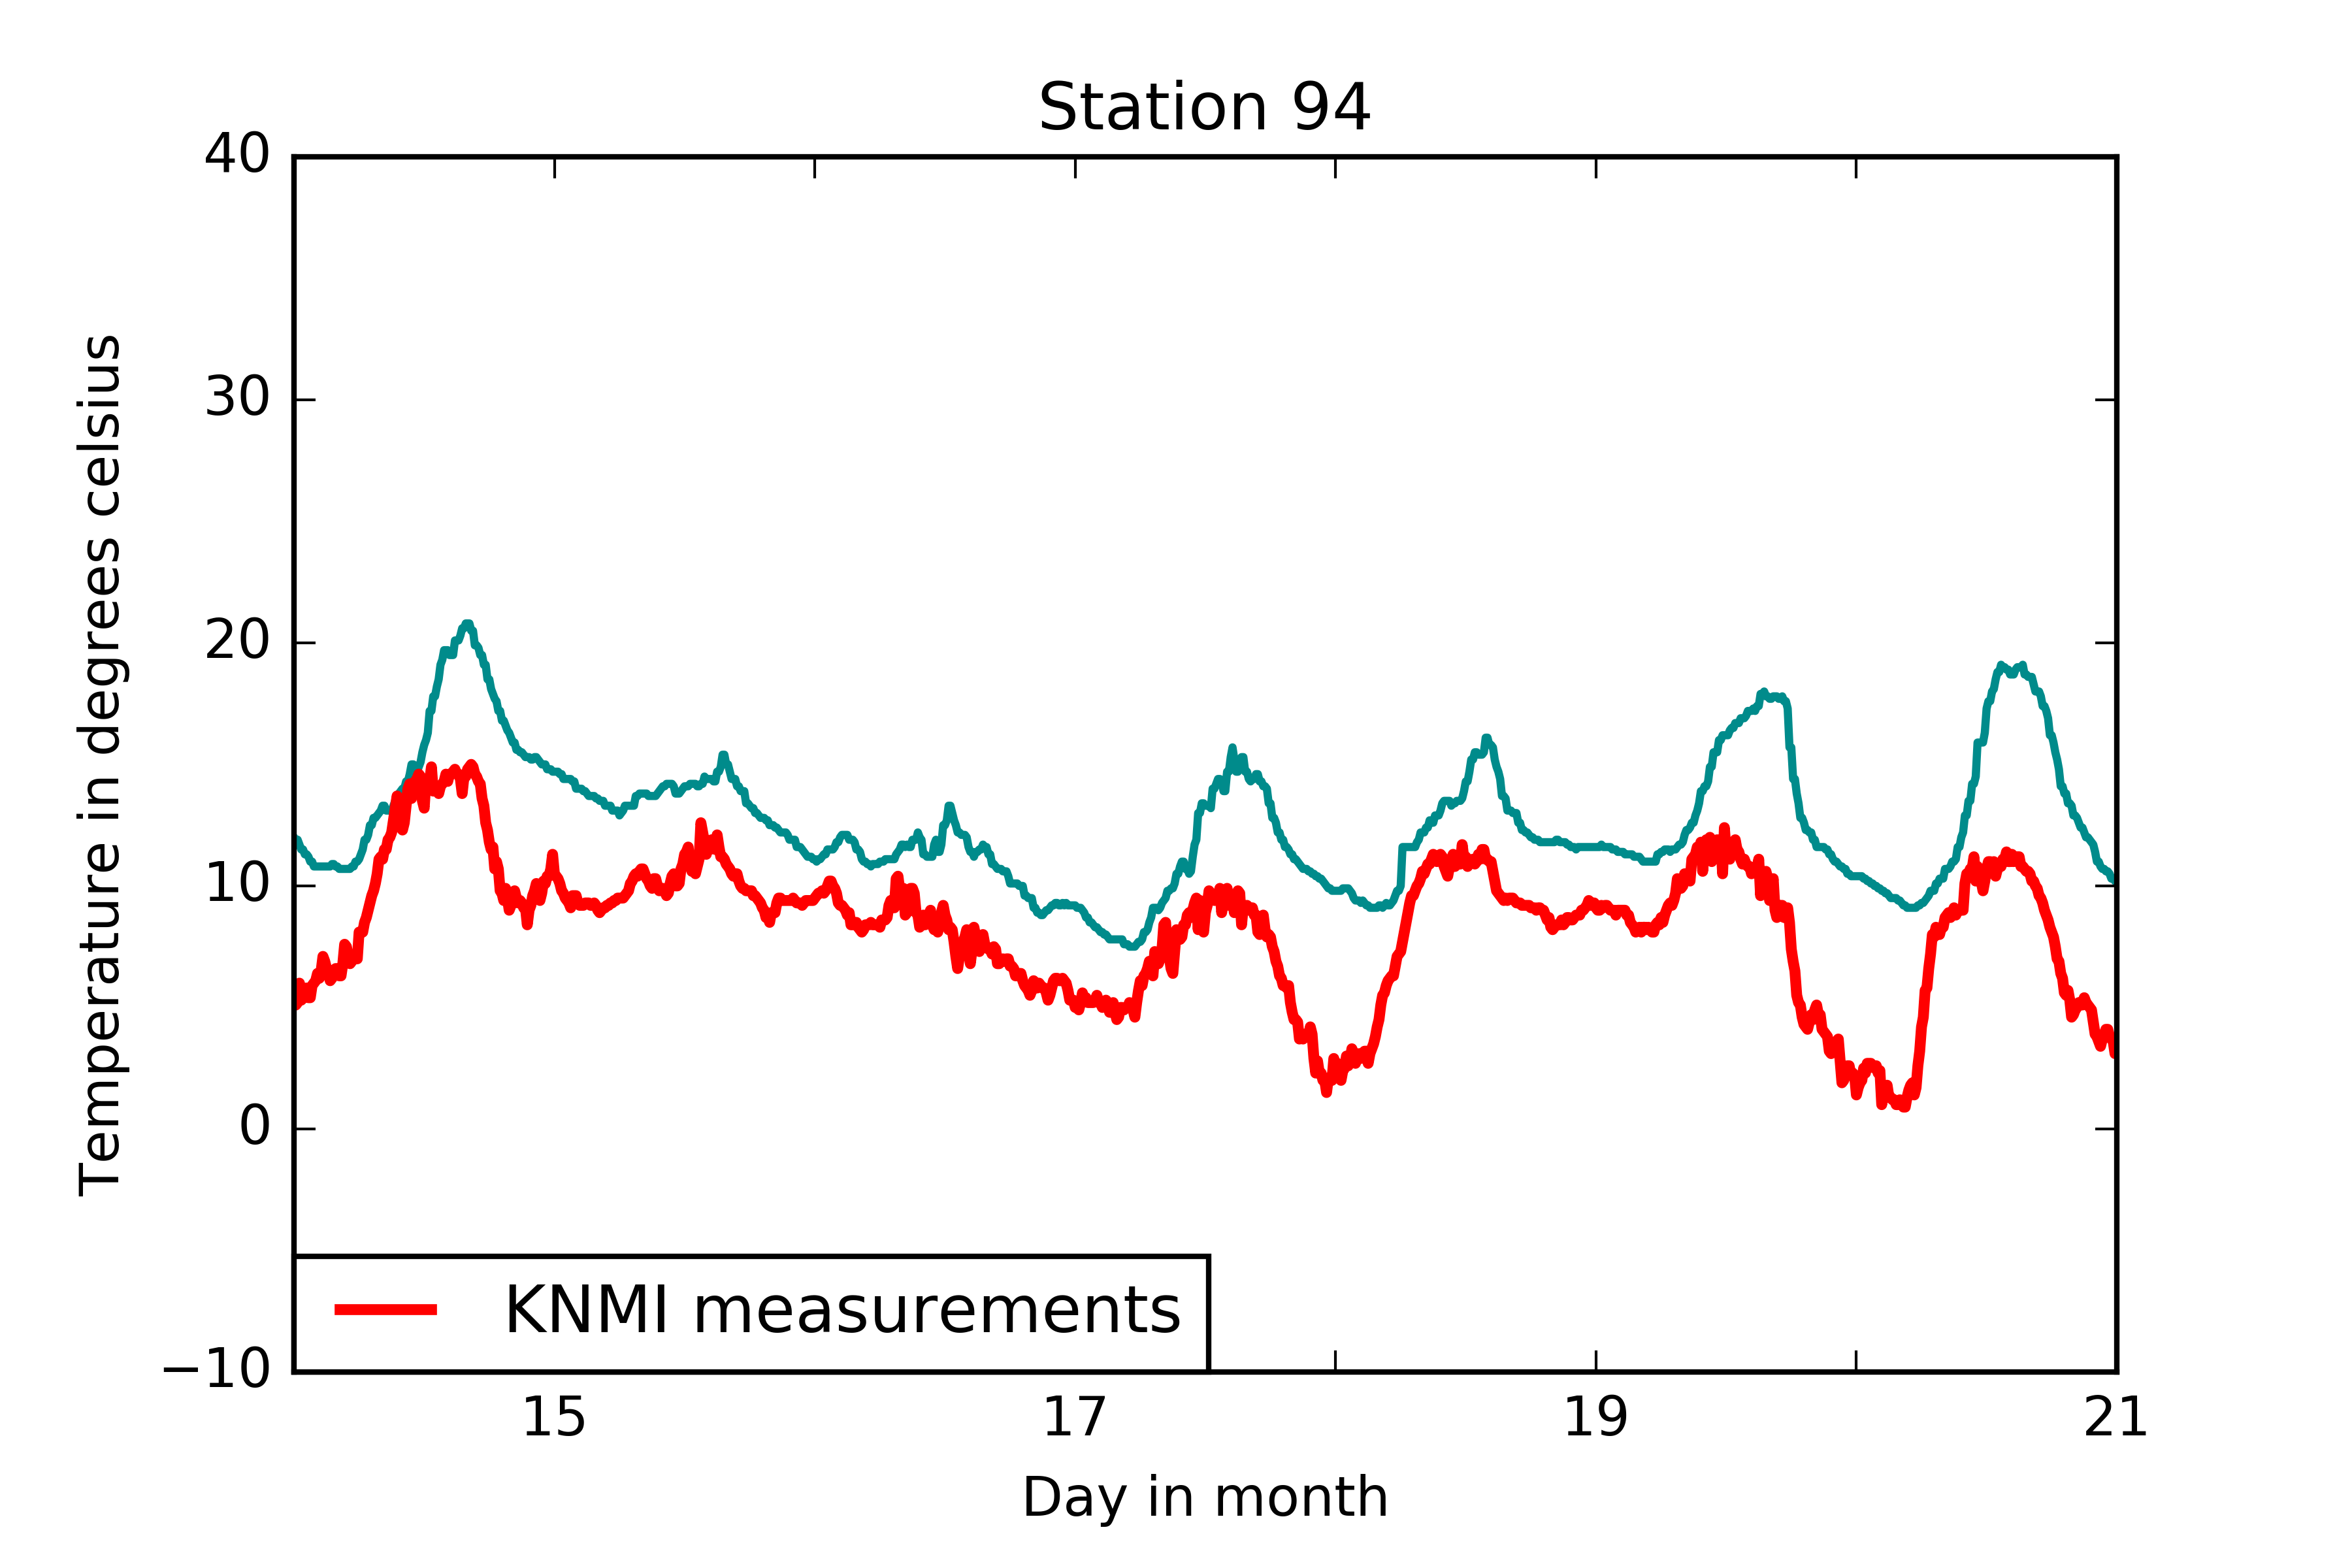 Station 94
40
30
20
10
0
−10
Temperature in degrees celsius
KNMI measurements
15 17 19 21
Day in month